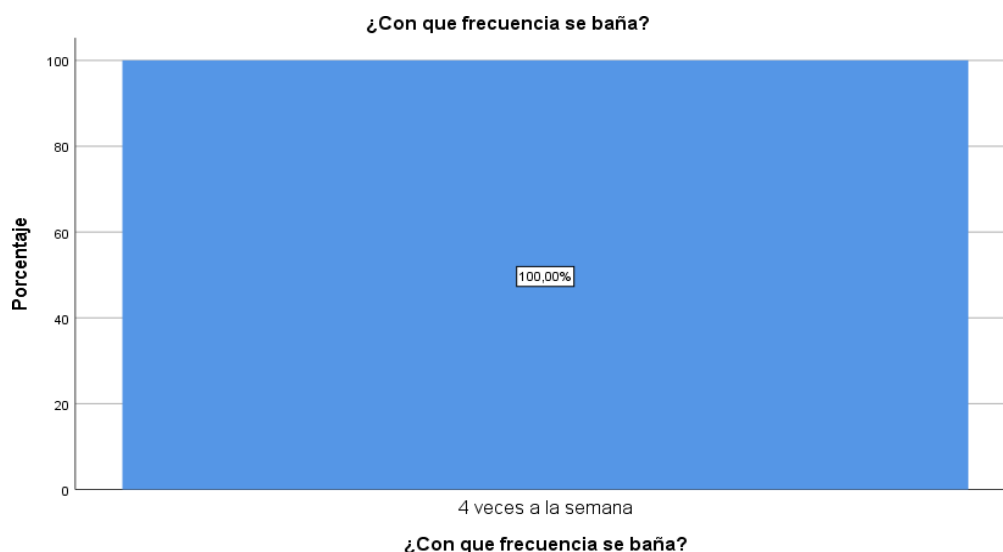 ¿Con que frecuencia se baña?
100
80
60
40
20
0
Porcentaje
100,00%
4 veces a la semana
¿Con que frecuencia se baña?